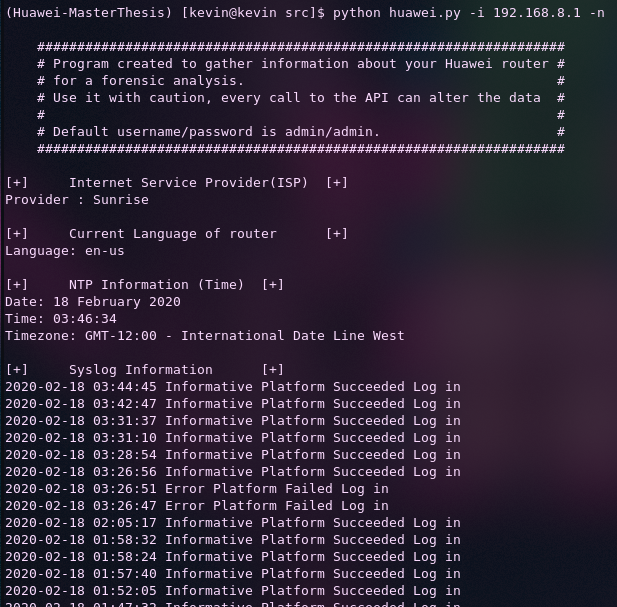 (Huawei-MasterThesis) [kevin@kevin src]$ python huawei.py -i 192.168.8.1 -n
##################################################################
# Program created to gather information about your Huawei router #
# for a forensic analysis. #
# Use it with caution, every call to the API can alter the data #
# #
# Default username/password is admin/admin. #
##################################################################
[+] Internet Service Provider(ISP) [+]
Provider : Sunrise
[+] Current Language of router [+]
Language: en-us
[+] NTP Information (Time) [+]
Date: 18 February 2020
Time: 03:46:34
Timezone: GMT-12:00 - International Date Line West
[+] Syslog Information [+]
2020-02-18 03:44:45 Informative Platform Succeeded Log in
2020-02-18 03:42:47 Informative Platform Succeeded Log in
2020-02-18 03:31:37 Informative Platform Succeeded Log in
2020-02-18 03:31:10 Informative Platform Succeeded Log in
2020-02-18 03:28:54 Informative Platform Succeeded Log in
2020-02-18 03:26:56 Informative Platform Succeeded Log in
2020-02-18 03:26:51 Error Platform Failed Log in
2020-02-18 03:26:47 Error Platform Failed Log in
2020-02-18 02:05:17 Informative Platform Succeeded Log in
2020-02-18 01:58:32 Informative Platform Succeeded Log in
2020-02-18 01:58:24 Informative Platform Succeeded Log in
2020-02-18 01:57:40 Informative Platform Succeeded Log in
2020-02-18 01:52:05 Informative Platform Succeeded Log in
2020-02-18 Informative Platform Succeeded Log in